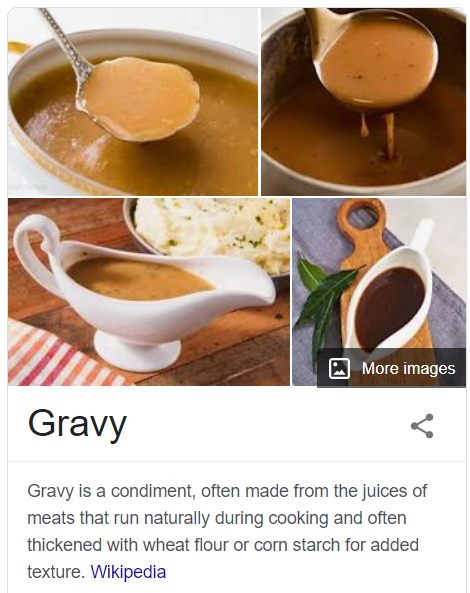 More images
Gravy
Gravy is a condiment, often made from the juices of
meats that run naturally during cooking and often
thickened with wheat flour or corn starch for added
texture. Wikipedia